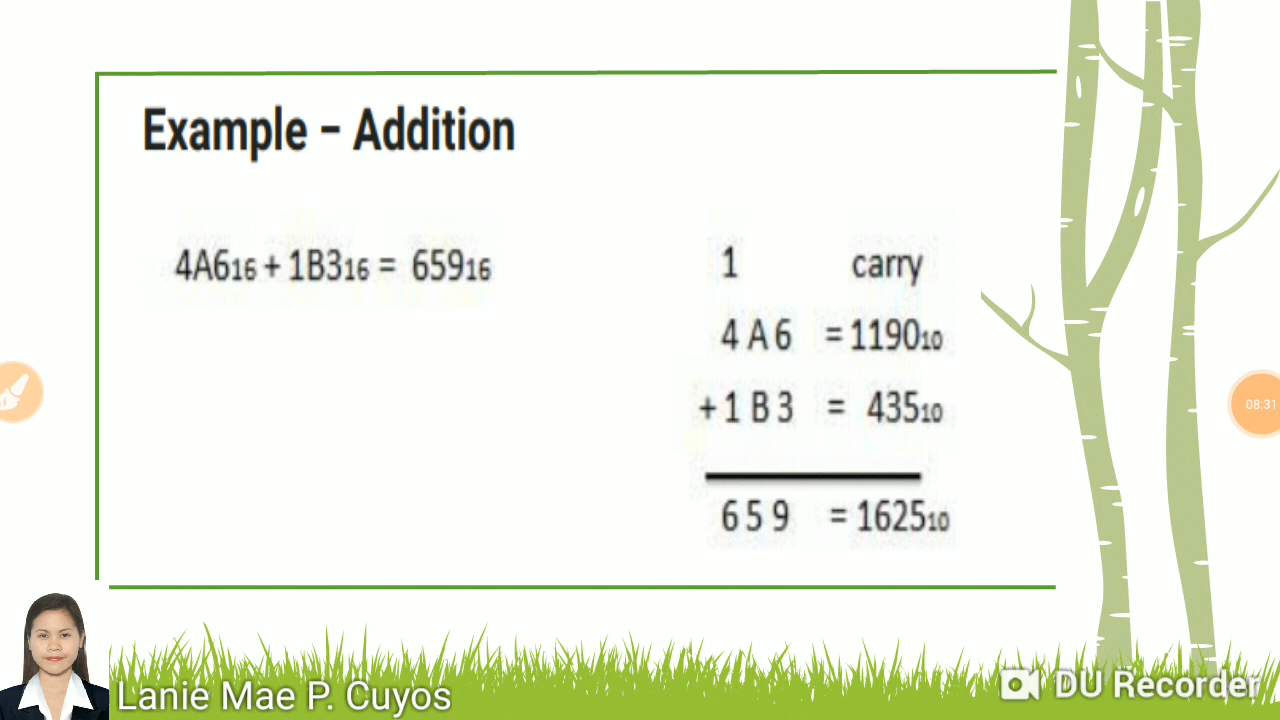 Example – Addition
4A6₁₆ + 1B3₁₆ = 659₁₆
1 carry
4 A 6 = 1190₁₀
+ 1 B 3 = 435₁₀
6 5 9 = 1625₁₀
08:31
Lanie Mae P. Cuyos
DU Recorder